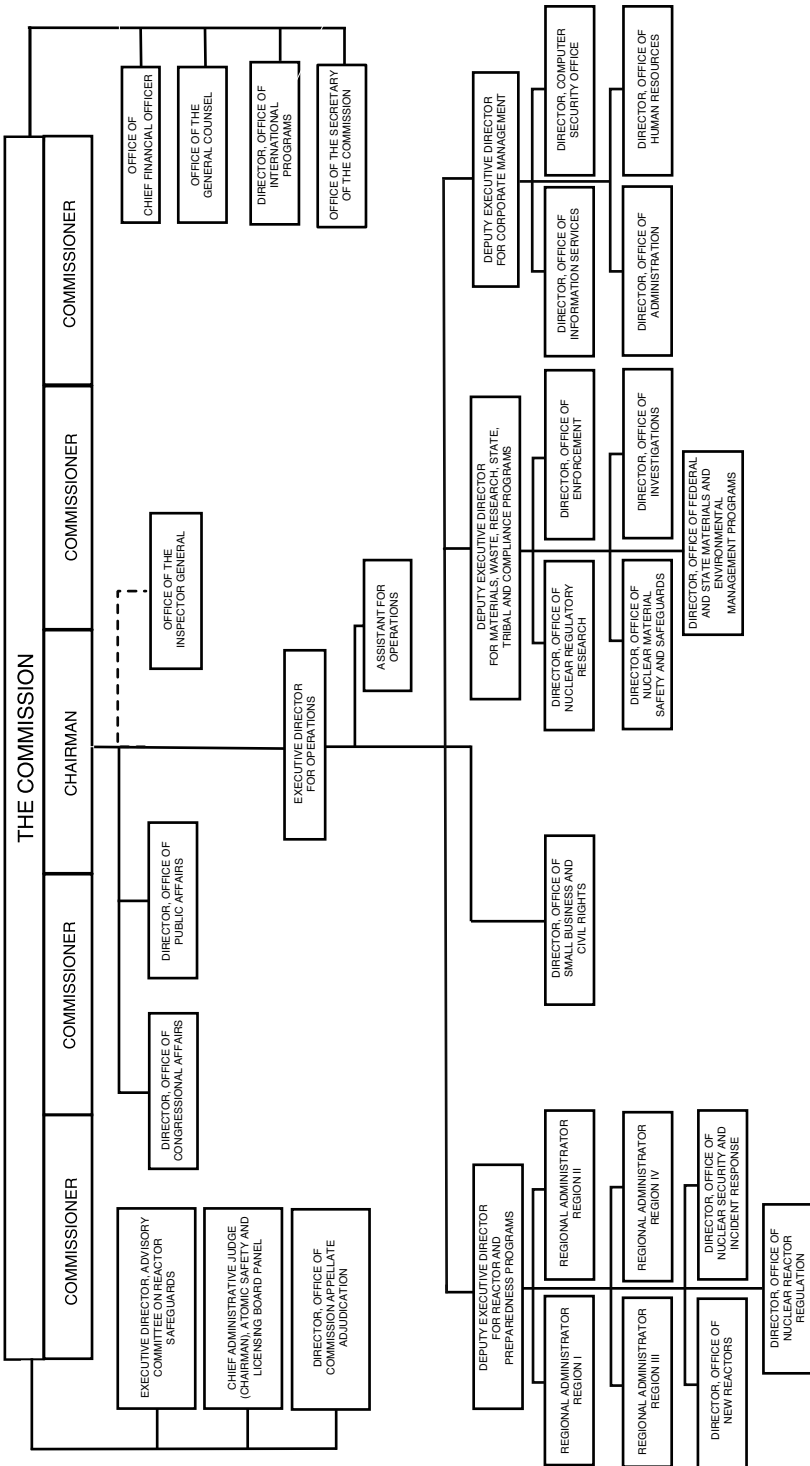 THE COMMISSION
COMMISSIONER
COMMISSIONER
CHAIRMAN
COMMISSIONER
COMMISSIONER
EXECUTIVE DIRECTOR, ADVISORY
COMMITTEE ON REACTOR
SAFEGUARDS
CHIEF ADMINISTRATIVE JUDGE
(CHAIRMAN), ATOMIC SAFETY AND
LICENSING BOARD PANEL
DIRECTOR, OFFICE OF
COMMISSION APPELLATE
ADJUDICATION
DIRECTOR, OFFICE OF
CONGRESSIONAL AFFAIRS
DIRECTOR, OFFICE OF
PUBLIC AFFAIRS
OFFICE OF THE
INSPECTOR GENERAL
OFFICE OF
CHIEF FINANCIAL OFFICER
OFFICE OF THE
GENERAL COUNSEL
DIRECTOR, OFFICE OF
INTERNATIONAL
PROGRAMS
OFFICE OF THE SECRETARY
OF THE COMMISSION
EXECUTIVE DIRECTOR
FOR OPERATIONS
ASSISTANT FOR
OPERATIONS
DEPUTY EXECUTIVE DIRECTOR
FOR REACTOR AND
PREPAREDNESS PROGRAMS
REGIONAL ADMINISTRATOR
REGION I
REGIONAL ADMINISTRATOR
REGION II
REGIONAL ADMINISTRATOR
REGION III
REGIONAL ADMINISTRATOR
REGION IV
DIRECTOR, OFFICE OF
NEW REACTORS
DIRECTOR, OFFICE OF
NUCLEAR SECURITY AND
INCIDENT RESPONSE
DIRECTOR, OFFICE OF
NUCLEAR REACTOR
REGULATION
DIRECTOR, OFFICE OF
SMALL BUSINESS AND
CIVIL RIGHTS
DEPUTY EXECUTIVE DIRECTOR
FOR MATERIALS, WASTE, RESEARCH, STATE,
TRIBAL AND COMPLIANCE PROGRAMS
DIRECTOR, OFFICE OF
NUCLEAR REGULATORY
RESEARCH
DIRECTOR, OFFICE OF
ENFORCEMENT
DIRECTOR, OFFICE OF
NUCLEAR MATERIAL
SAFETY AND SAFEGUARDS
DIRECTOR, OFFICE OF
INVESTIGATIONS
DIRECTOR, OFFICE OF FEDERAL
AND STATE MATERIALS AND
ENVIRONMENTAL
MANAGEMENT PROGRAMS
DEPUTY EXECUTIVE DIRECTOR
FOR CORPORATE MANAGEMENT
DIRECTOR, OFFICE OF
INFORMATION SERVICES
DIRECTOR, COMPUTER
SECURITY OFFICE
DIRECTOR, OFFICE OF
ADMINISTRATION
DIRECTOR, OFFICE OF
HUMAN RESOURCES